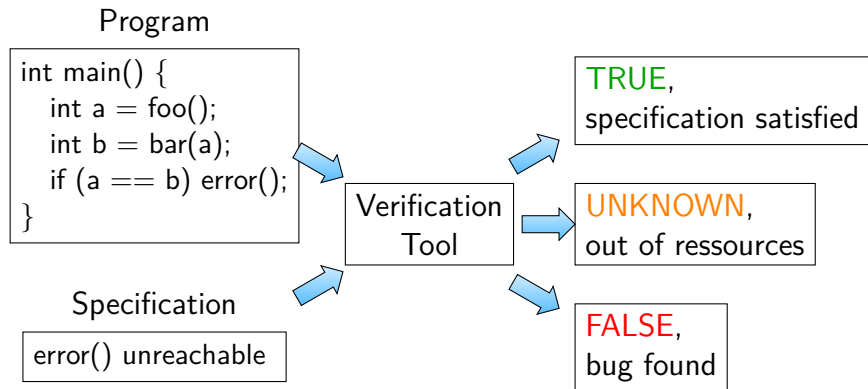 Program
int main() {
int a = foo();
int b = bar(a);
if (a == b) error();
}
Specification
error() unreachable
Verification
Tool
TRUE,
specification satisfied
UNKNOWN,
out of ressources
FALSE,
bug found